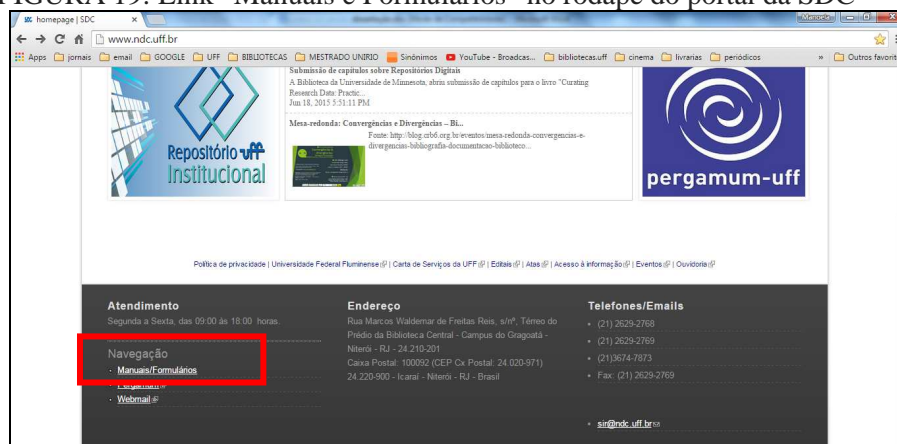 FIGURA 19: Link "Manuais e Formulários" no rodapé do portal da SDC
homepage | SDC
Manoela
www.ndc.uff.br
Apps jornais email GOOGLE UFF BIBLIOTECAS MESTRADO UNIRIO Sinônimos YouTube - Broadcas... bibliotecas.uff cinema livrarias periódicos » Outros favorit
Submissão de capítulos sobre Repositórios Digitais
A Biblioteca da Universidade de Minnesota, abriu submissão de capítulos para o livro "Curating
Research Data: Practic...
Jun 18, 2015 5:51:11 PM
Mesa-redonda: Convergências e Divergências – Bi...
Fonte: http://blog.crb6.org.br/eventos/mesa-redonda-convergencias-e-
divergencias-bibliografia-documentacao-biblioteco...
Repositório uff
Institucional
pergamum-uff
Política de privacidade | Universidade Federal Fluminense | Carta de Serviços da UFF | Editais | Atas | Acesso à informação | Eventos | Ouvidoria
Atendimento
Segunda a Sexta, das 09:00 às 18:00 horas.
Navegação
Manuais/Formulários
Pergamum
Webmail
Endereço
Rua Marcos Waldemar de Freitas Reis, s/nº, Térreo do
Prédio da Biblioteca Central - Campus do Gragoatá -
Niterói - RJ - 24.210-201
Caixa Postal: 100092 (CEP Cx Postal: 24.020-971)
24.220-900 - Icaraí - Niterói - RJ - Brasil
Telefones/Emails
(21) 2629-2768
(21) 2629-2769
(21)3674-7873
Fax: (21) 2629-2769
sir@ndc.uff.br